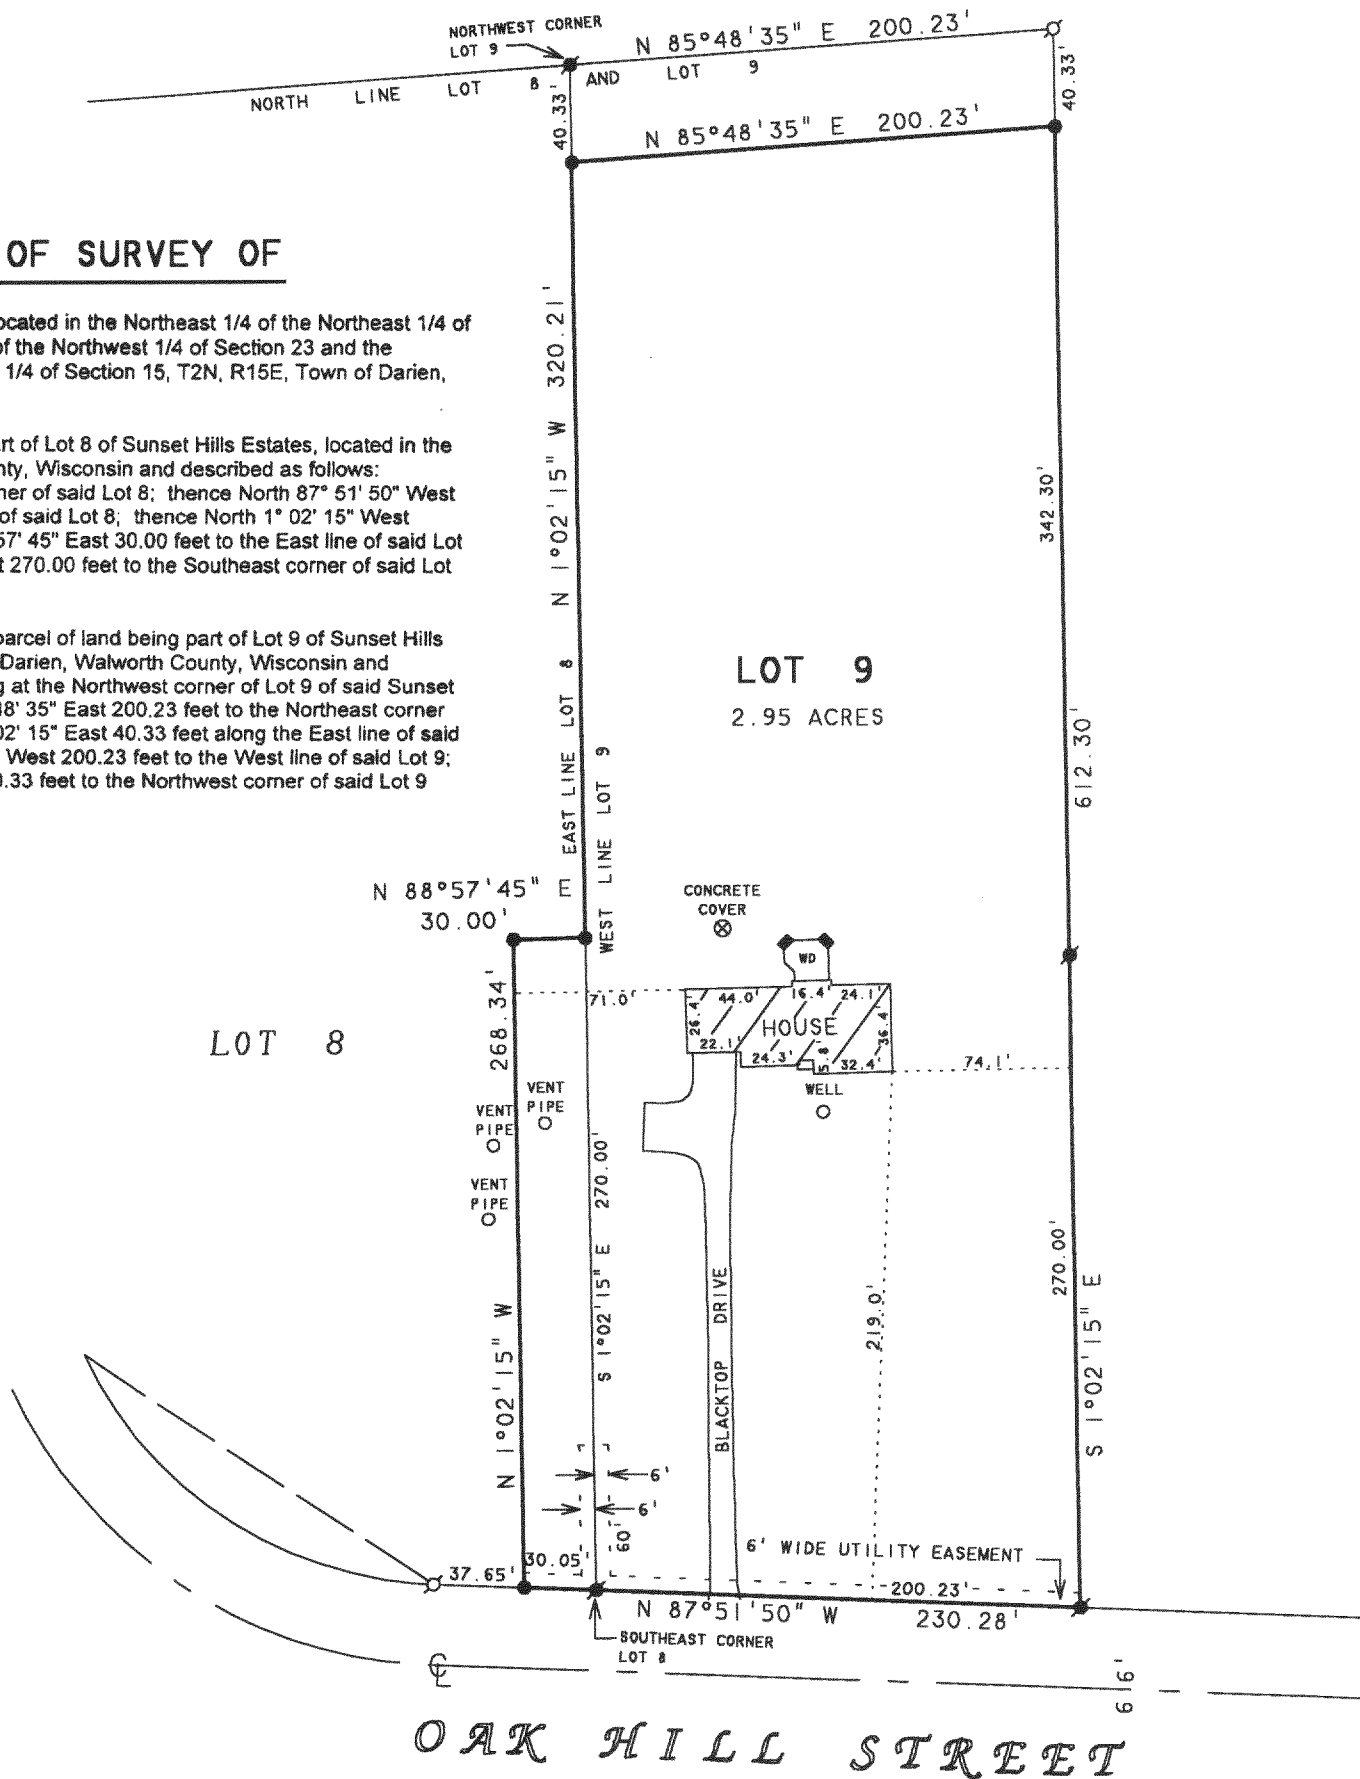 NORTHWEST CORNER
LOT 9
N 85°48'35" E 200.23'
NORTH LINE LOT 8 AND LOT 9
40.33'
40.33'
N 85°48'35" E 200.23'
OF SURVEY OF
ocated in the Northeast 1/4 of the Northeast 1/4 of
of the Northwest 1/4 of Section 23 and the
1/4 of Section 15, T2N, R15E, Town of Darien,
rt of Lot 8 of Sunset Hills Estates, located in the
nty, Wisconsin and described as follows:
ner of said Lot 8; thence North 87° 51' 50" West
of said Lot 8; thence North 1° 02' 15" West
57' 45" East 30.00 feet to the East line of said Lot
t 270.00 feet to the Southeast corner of said Lot
parcel of land being part of Lot 9 of Sunset Hills
Darien, Walworth County, Wisconsin and
g at the Northwest corner of Lot 9 of said Sunset
48' 35" East 200.23 feet to the Northeast corner
02' 15" East 40.33 feet along the East line of said
West 200.23 feet to the West line of said Lot 9;
0.33 feet to the Northwest corner of said Lot 9
N 1°02'15" W 320.21'
342.30'
LOT 9
2.95 ACRES
612.30'
EAST LINE LOT 8
WEST LINE LOT 9
N 88°57'45" E
30.00'
CONCRETE
COVER
WD
71.0'
44.0'
16.4'
24.1'
26.4'
HOUSE
36.4'
22.1'
24.3'
5.8'
32.4'
74.1'
WELL
LOT 8
268.34'
VENT
PIPE
VENT
PIPE
VENT
PIPE
270.00'
S 1°02'15" E
N 1°02'15" W
BLACKTOP DRIVE
219.0'
270.00'
S 1°02'15" E
6'
6'
60'
6' WIDE UTILITY EASEMENT
37.65'
30.05'
200.23'
N 87°51'50" W 230.28'
SOUTHEAST CORNER
LOT 8
℄
66'
OAK HILL STREET